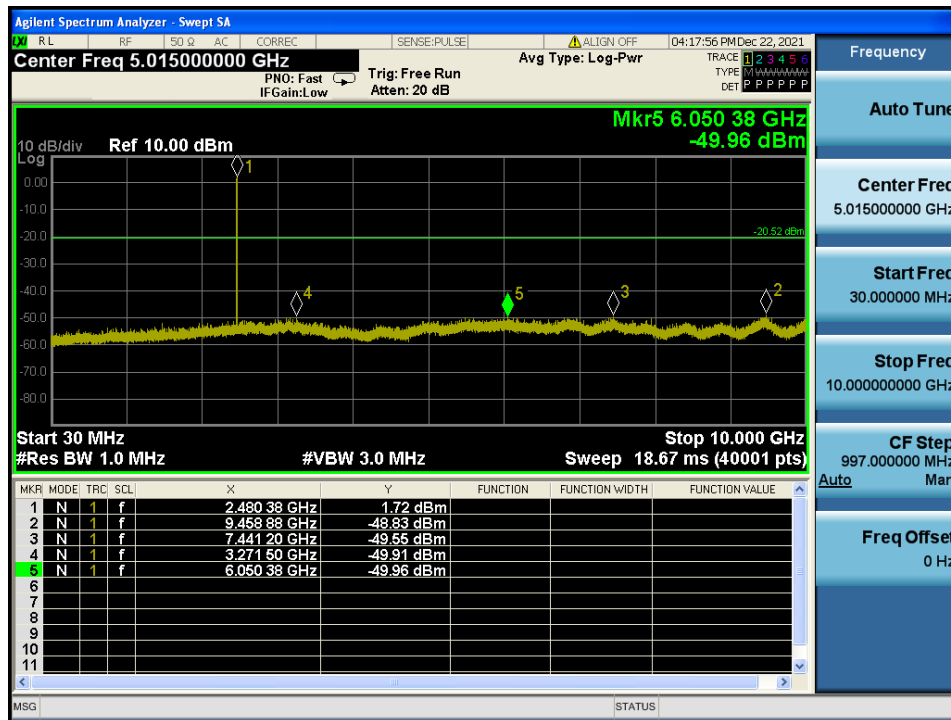 Agilent Spectrum Analyzer - Swept SA
LXI RL RF 50 Ω AC CORREC SENSE:PULSE ALIGN OFF 04:17:56 PM Dec 22, 2021
Center Freq 5.015000000 GHz
PNO: Fast
IFGain:Low
Trig: Free Run
Atten: 20 dB
Avg Type: Log-Pwr
TRACE 1 2 3 4 5 6
TYPE M
DET P P P P P P
Mkr5 6.050 38 GHz
-49.96 dBm
10 dB/div Ref 10.00 dBm
Log
0.00
-10.0
-20.0
-30.0
-40.0
-50.0
-60.0
-70.0
-80.0
-20.52 dBm
1
4
5
3
2
Start 30 MHz Stop 10.000 GHz
#Res BW 1.0 MHz #VBW 3.0 MHz Sweep 18.67 ms (40001 pts)
MKR MODE TRC SCL X Y FUNCTION FUNCTION WIDTH FUNCTION VALUE
1 N 1 f 2.480 38 GHz 1.72 dBm
2 N 1 f 9.458 88 GHz -48.83 dBm
3 N 1 f 7.441 20 GHz -49.55 dBm
4 N 1 f 3.271 50 GHz -49.91 dBm
5 N 1 f 6.050 38 GHz -49.96 dBm
6
7
8
9
10
11
MSG STATUS
Frequency
Auto Tune
Center Freq
5.015000000 GHz
Start Freq
30.000000 MHz
Stop Freq
10.000000000 GHz
CF Step
997.000000 MHz
Auto Man
Freq Offset
0 Hz